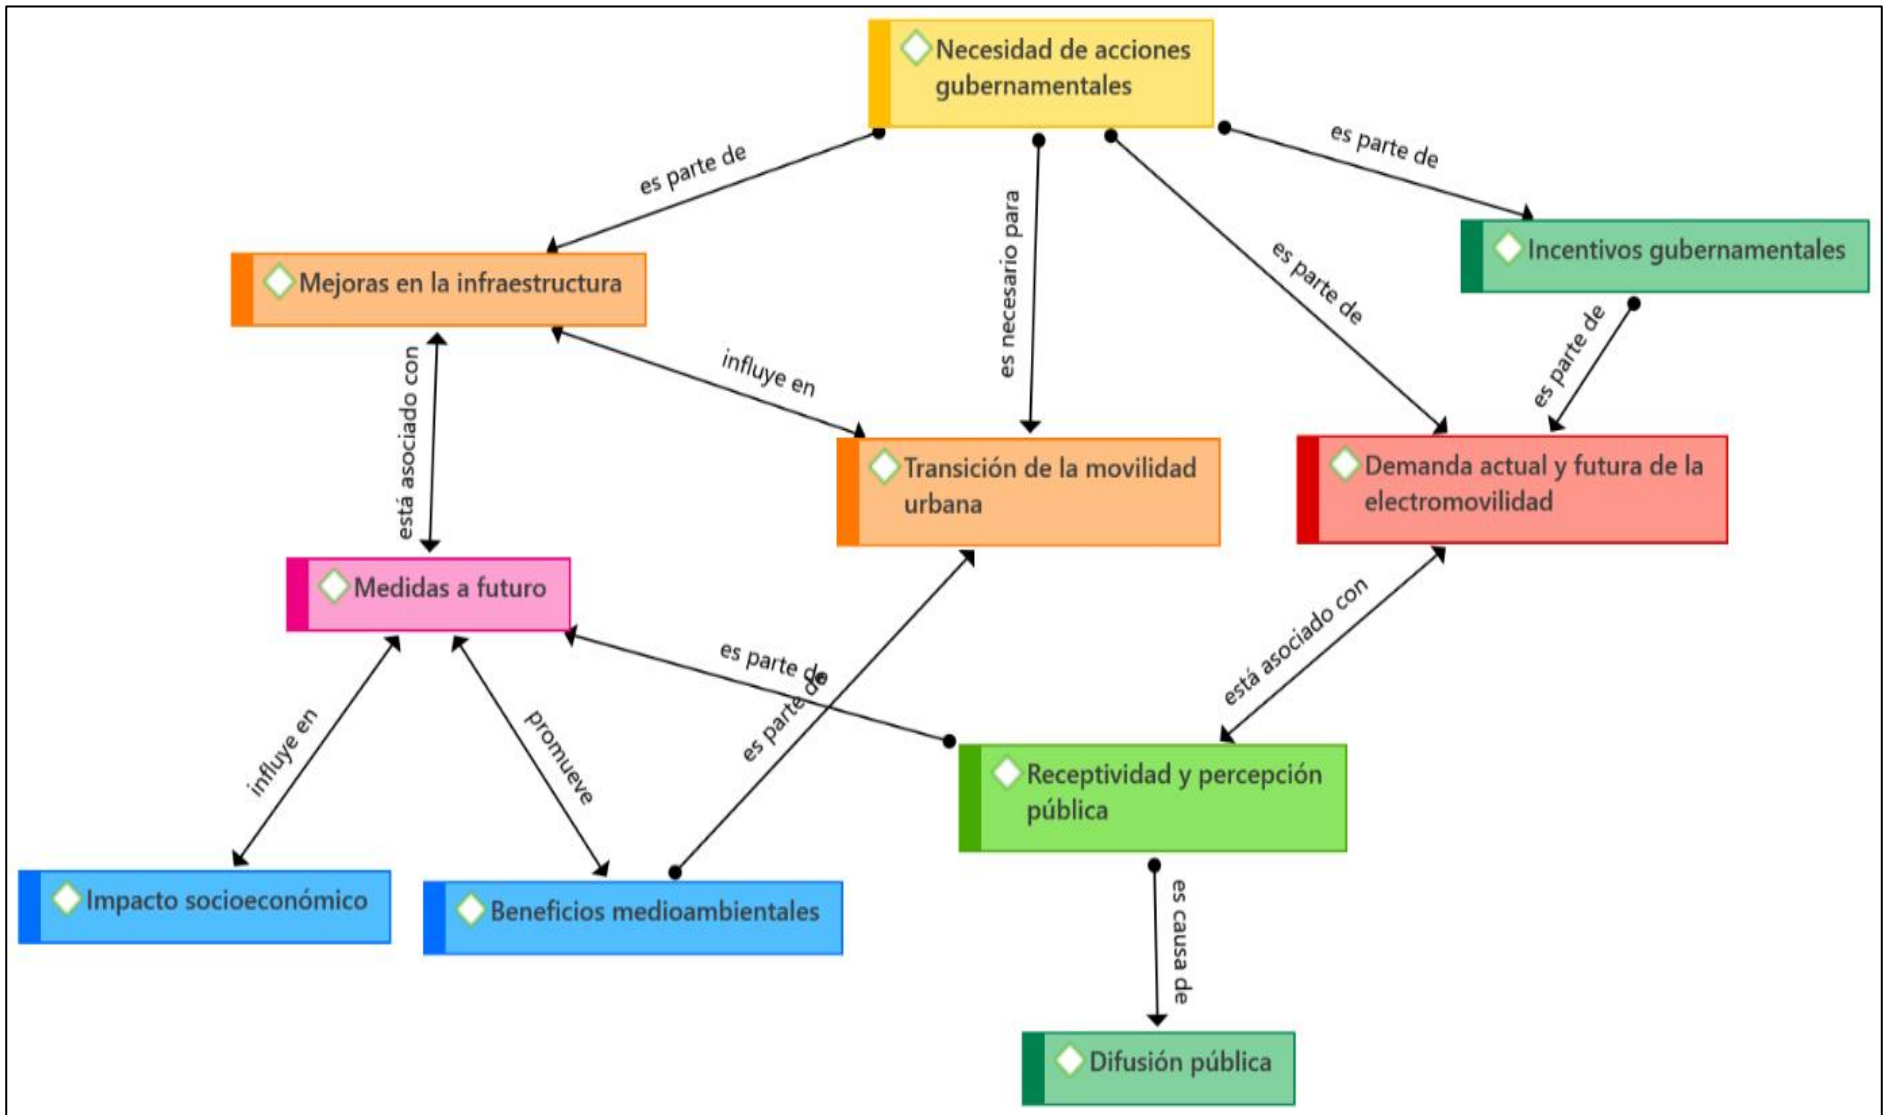 Necesidad de acciones
gubernamentales
es parte de
es parte de
es necesario para
es parte de
Incentivos gubernamentales
Mejoras en la infraestructura
es parte de
está asociado con
influye en
Transición de la movilidad
urbana
Demanda actual y futura de la
electromovilidad
Medidas a futuro
está asociado con
es parte de
es parte de
influye en
promueve
Receptividad y percepción
pública
Impacto socioeconómico
Beneficios medioambientales
es causa de
Difusión pública